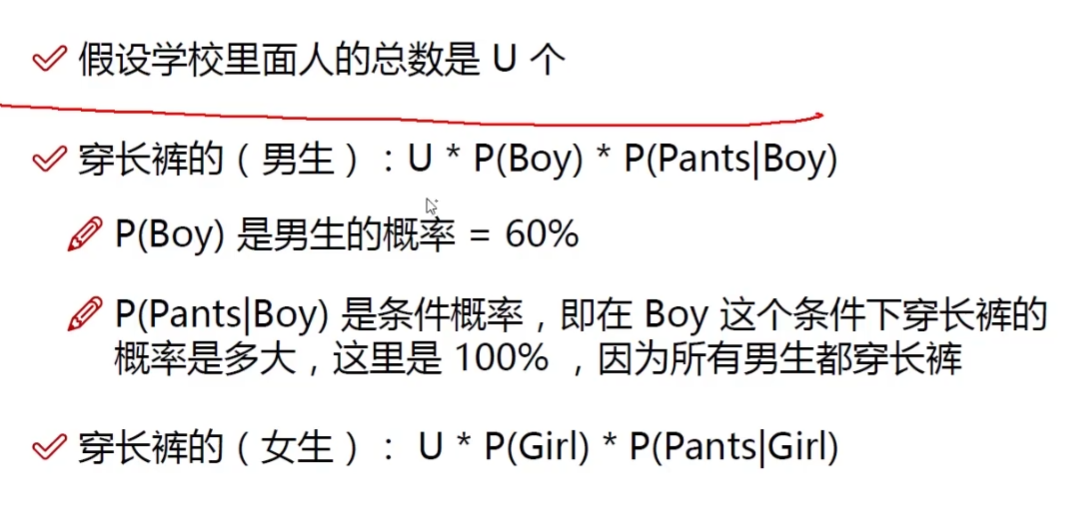 假设学校里面人的总数是 U 个
穿长裤的（男生）：U * P(Boy) * P(Pants|Boy)
P(Boy) 是男生的概率 = 60%
P(Pants|Boy) 是条件概率，即在 Boy 这个条件下穿长裤的
概率是多大，这里是 100% ，因为所有男生都穿长裤
穿长裤的（女生）： U * P(Girl) * P(Pants|Girl)